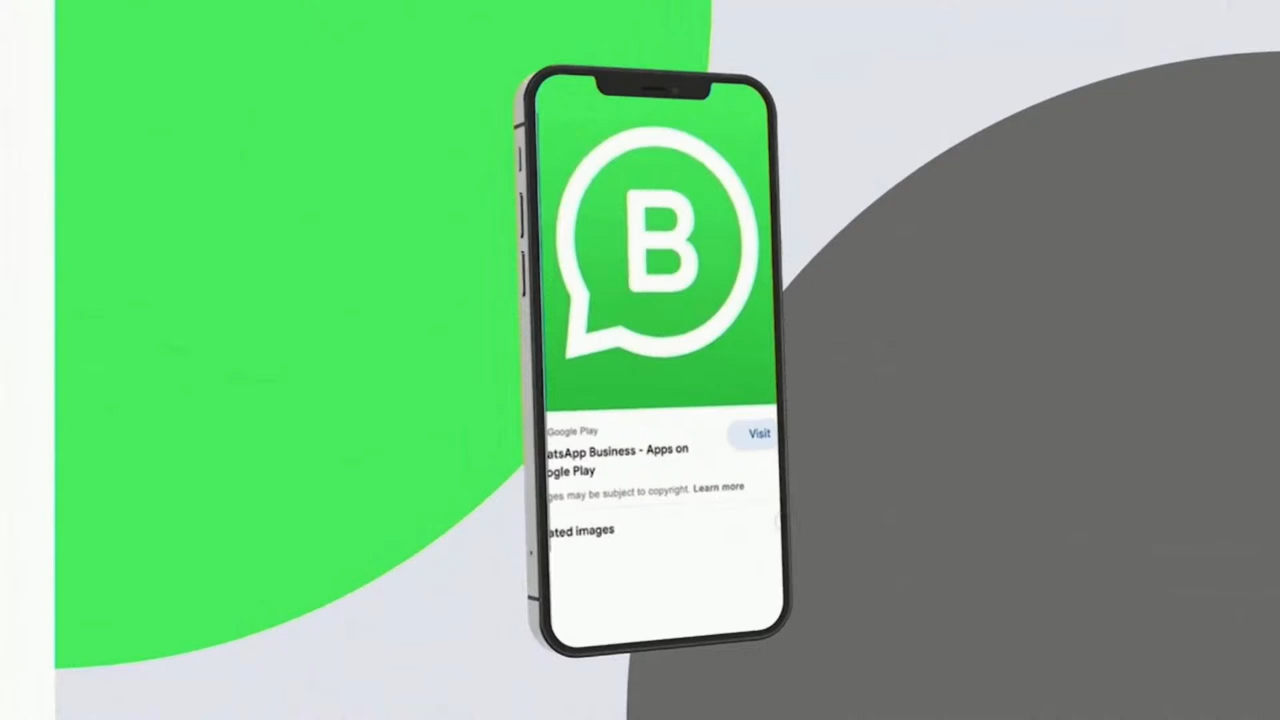 B
Google Play
Visit
atsApp Business - Apps on
ogle Play
ges may be subject to copyright. Learn more
ated images